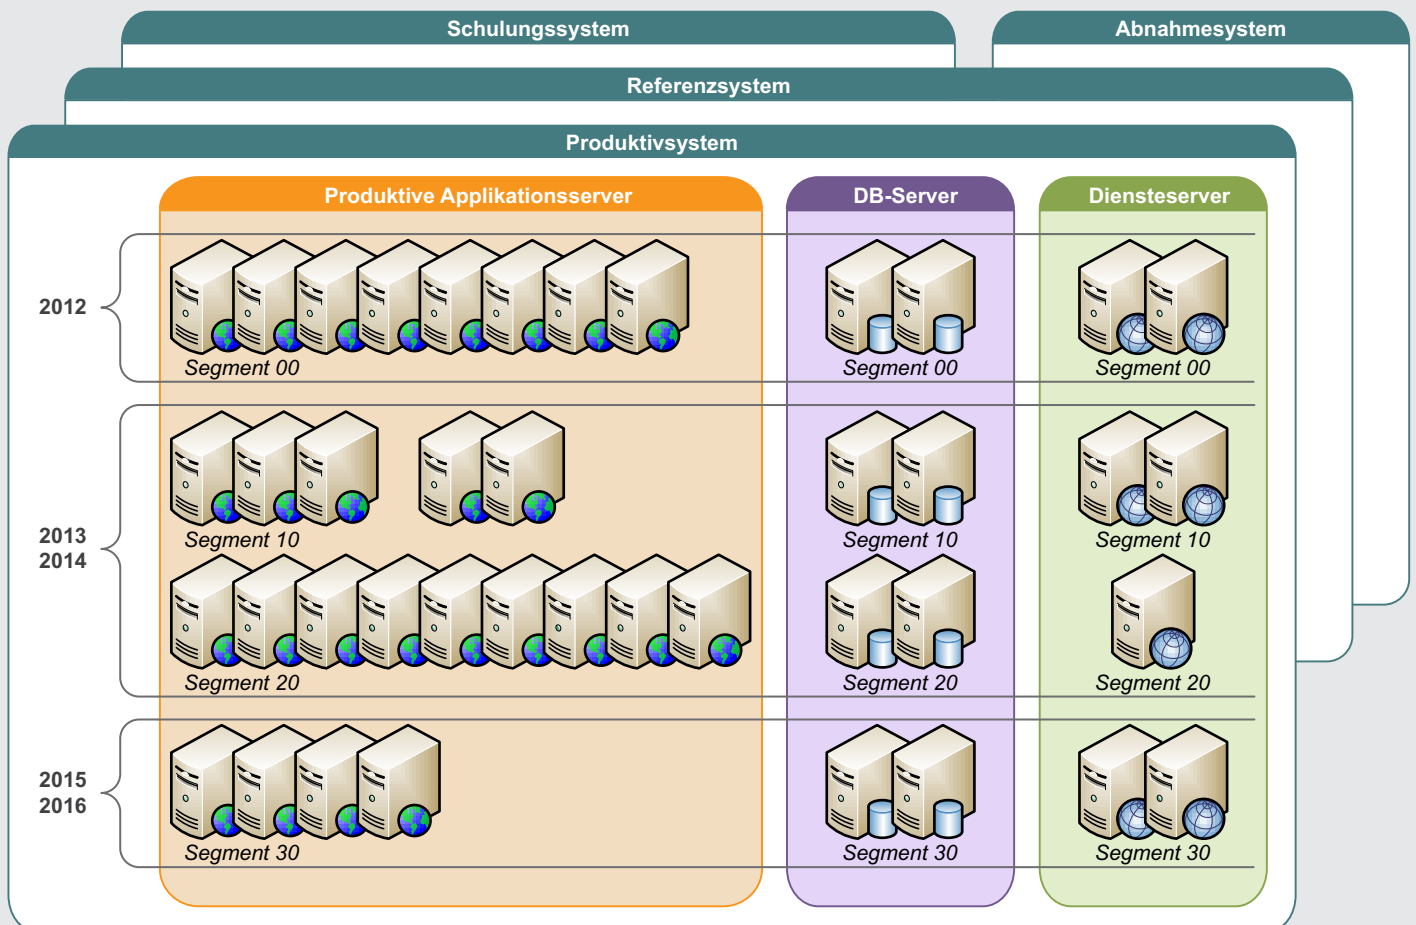 Schulungssystem
Abnahmesystem
Referenzsystem
Produktivsystem
Produktive Applikationsserver
DB-Server
Diensteserver
2012
Segment 00
Segment 00
Segment 00
2013
2014
Segment 10
Segment 10
Segment 10
Segment 20
Segment 20
Segment 20
2015
2016
Segment 30
Segment 30
Segment 30